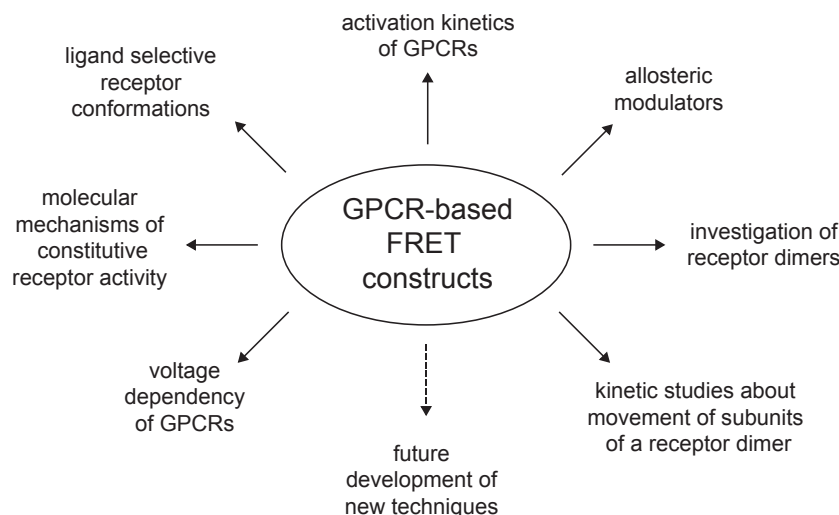 activation kinetics
of GPCRs
ligand selective
receptor
conformations
allosteric
modulators
molecular
mechanisms of
constitutive
receptor activity
GPCR-based
FRET
constructs
investigation of
receptor dimers
voltage
dependency
of GPCRs
kinetic studies about
movement of subunits
of a receptor dimer
future
development of
new techniques